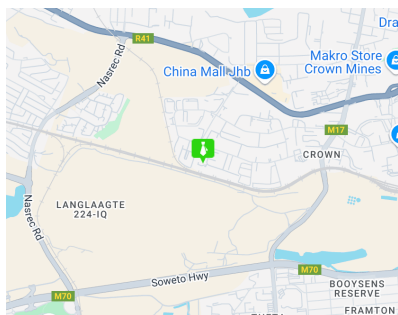 Dra
R41
Nasrec Rd
Makro Store
Crown Mines
China Mall Jhb
M17
CROWN
LANGLAAGTE
224-IQ
Nasrec Rd
Soweto Hwy
M70
M70
BOOYSENS
RESERVE
FRAMTON